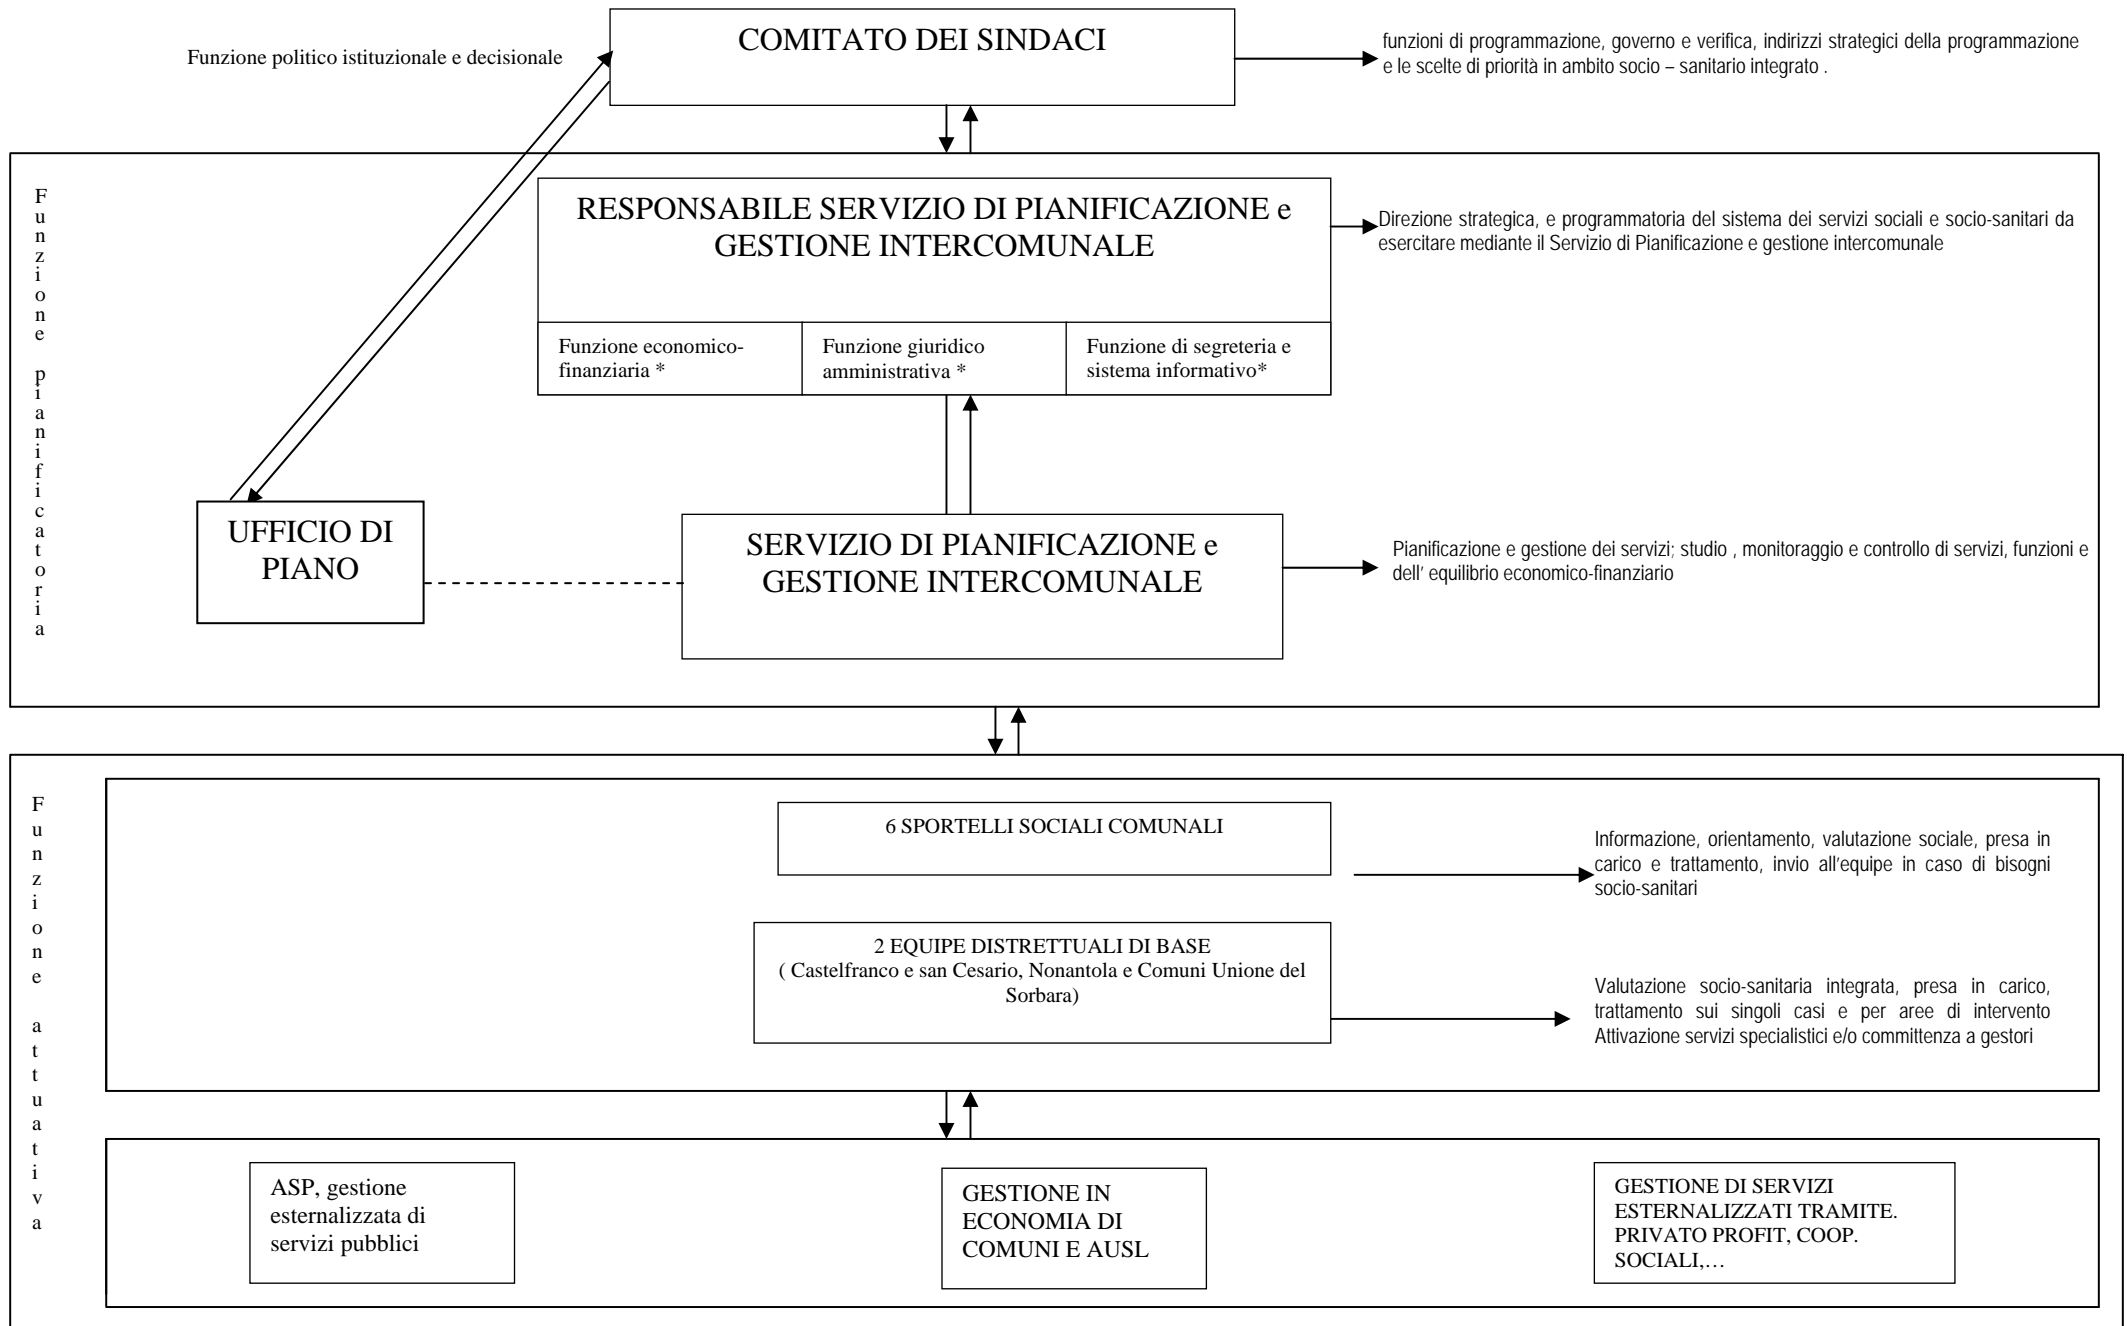 Funzione politico istituzionale e decisionale
COMITATO DEI SINDACI
funzioni di programmazione, governo e verifica, indirizzi strategici della programmazione
e le scelte di priorità in ambito socio – sanitario integrato .
Funzione pianificatoria
RESPONSABILE SERVIZIO DI PIANIFICAZIONE e
GESTIONE INTERCOMUNALE
Direzione strategica, e programmatoria del sistema dei servizi sociali e socio-sanitari da
esercitare mediante il Servizio di Pianificazione e gestione intercomunale
Funzione economico-
finanziaria *
Funzione giuridico
amministrativa *
Funzione di segreteria e
sistema informativo*
UFFICIO DI
PIANO
SERVIZIO DI PIANIFICAZIONE e
GESTIONE INTERCOMUNALE
Pianificazione e gestione dei servizi; studio , monitoraggio e controllo di servizi, funzioni e
dell' equilibrio economico-finanziario
Funzione attuativa
6 SPORTELLI SOCIALI COMUNALI
Informazione, orientamento, valutazione sociale, presa in
carico e trattamento, invio all'equipe in caso di bisogni
socio-sanitari
2 EQUIPE DISTRETTUALI DI BASE
( Castelfranco e san Cesario, Nonantola e Comuni Unione del
Sorbara)
Valutazione socio-sanitaria integrata, presa in carico,
trattamento sui singoli casi e per aree di intervento
Attivazione servizi specialistici e/o committenza a gestori
ASP, gestione
esternalizzata di
servizi pubblici
GESTIONE IN
ECONOMIA DI
COMUNI E AUSL
GESTIONE DI SERVIZI
ESTERNALIZZATI TRAMITE.
PRIVATO PROFIT, COOP.
SOCIALI,…